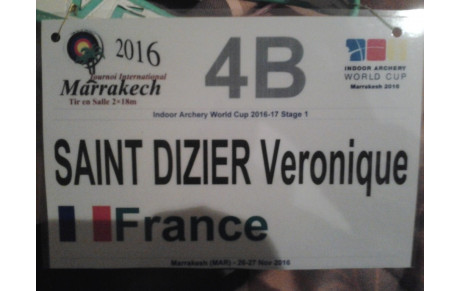 2016
Tournoi International
Marrakech
Tir en Salle 2×18m
4B
INDOOR ARCHERY
WORLD CUP
Marrakech 2016
Indoor Archery World Cup 2016-17 Stage 1
SAINT DIZIER Veronique
France
Marrakech (MAR) - 26-27 Nov 2016